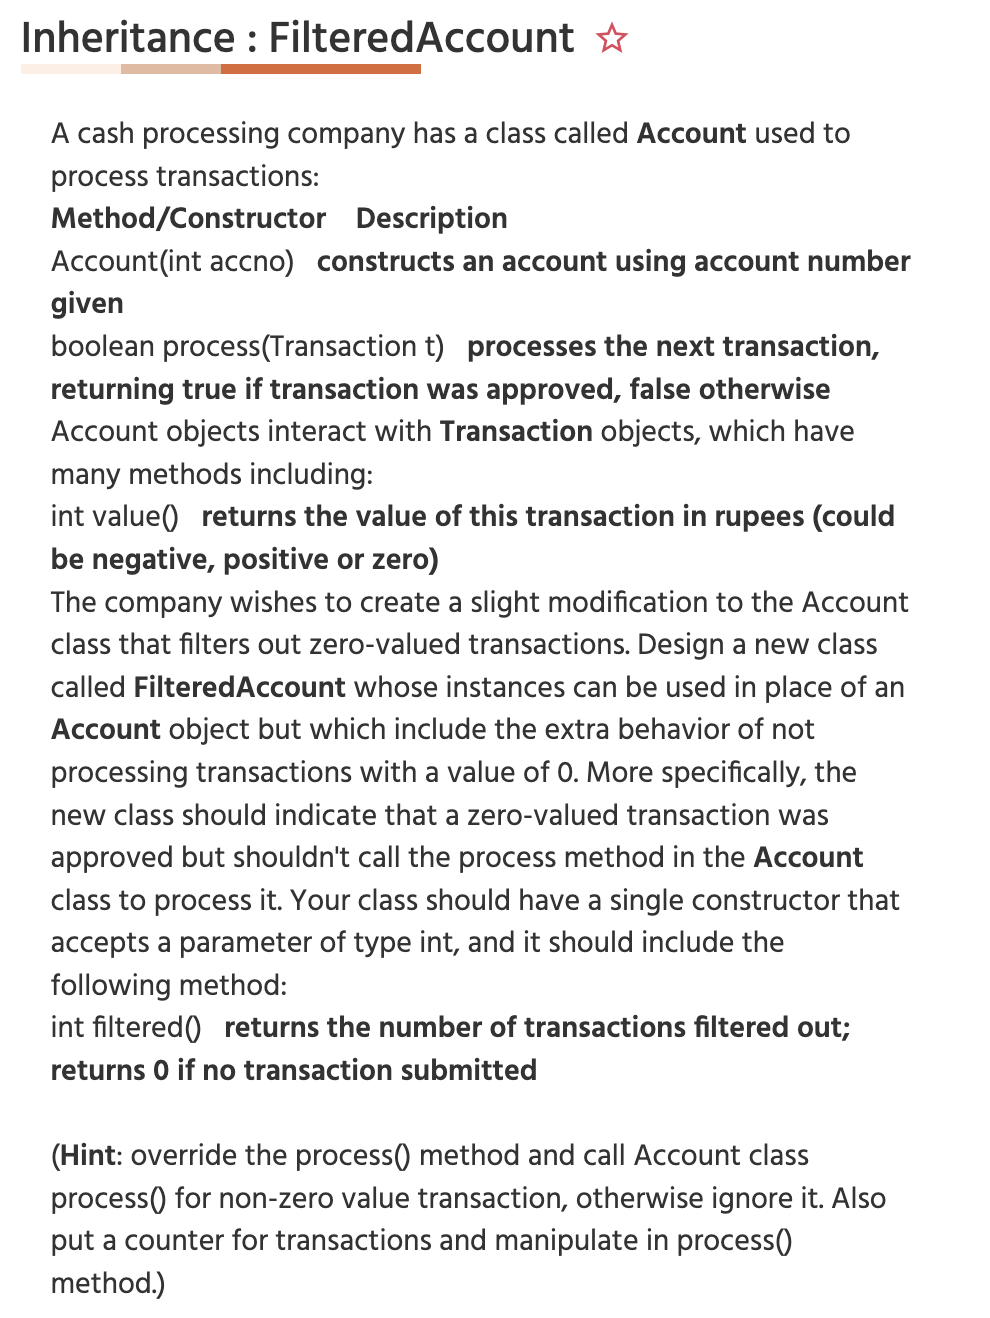 Inheritance : FilteredAccount
A cash processing company has a class called Account used to
process transactions:
Method/Constructor Description
Account(int accno) constructs an account using account number
given
boolean process(Transaction t) processes the next transaction,
returning true if transaction was approved, false otherwise
Account objects interact with Transaction objects, which have
many methods including:
int value() returns the value of this transaction in rupees (could
be negative, positive or zero)
The company wishes to create a slight modification to the Account
class that filters out zero-valued transactions. Design a new class
called FilteredAccount whose instances can be used in place of an
Account object but which include the extra behavior of not
processing transactions with a value of 0. More specifically, the
new class should indicate that a zero-valued transaction was
approved but shouldn't call the process method in the Account
class to process it. Your class should have a single constructor that
accepts a parameter of type int, and it should include the
following method:
int filtered() returns the number of transactions filtered out;
returns 0 if no transaction submitted
(Hint: override the process() method and call Account class
process() for non-zero value transaction, otherwise ignore it. Also
put a counter for transactions and manipulate in process()
method.)